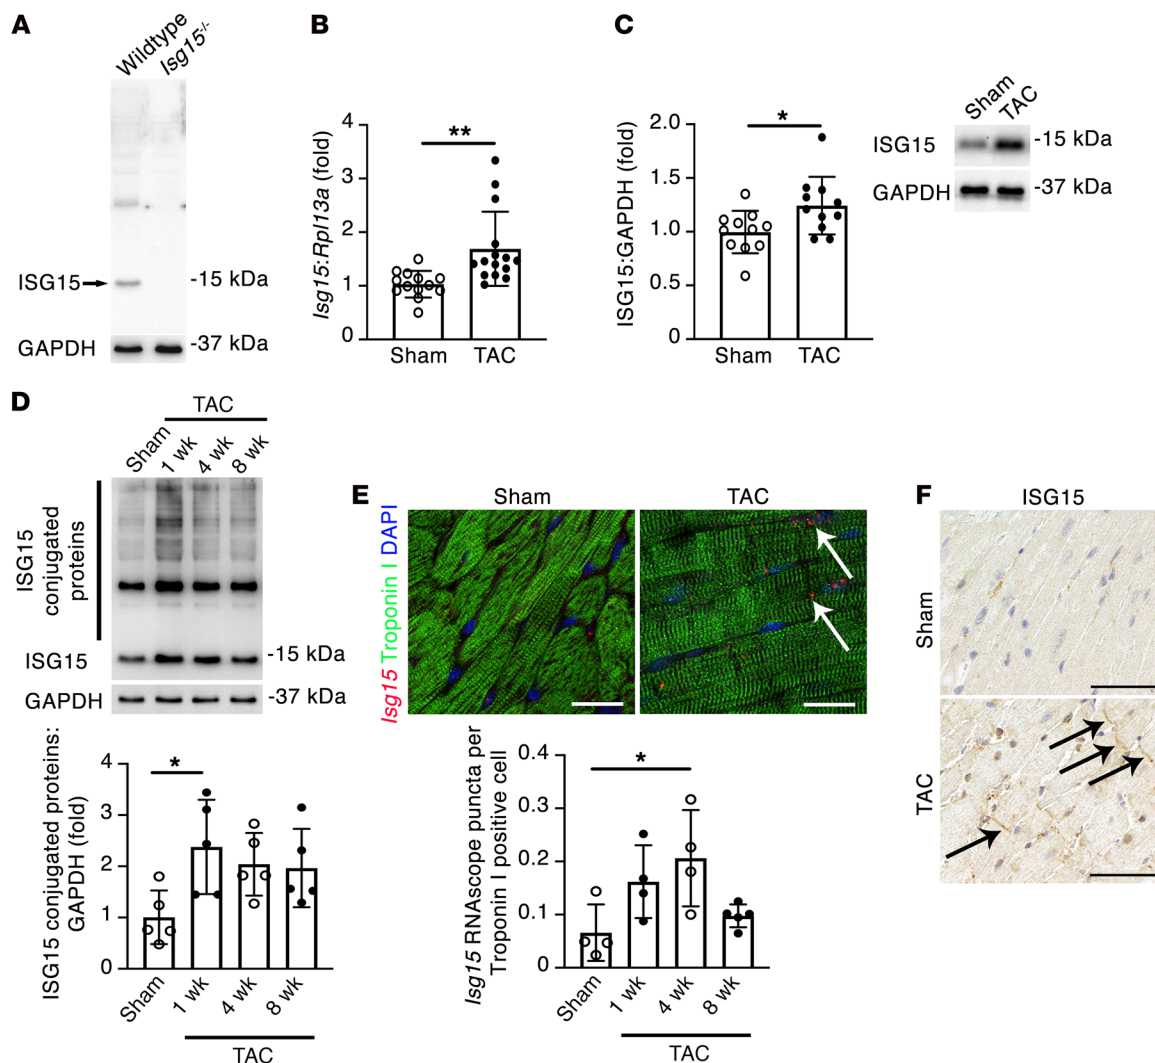 A
Wildtype
Isg15-/-
ISG15
-15 kDa
GAPDH
-37 kDa
B
Isg15:Rpl13a (fold)
4
3
2
1
0
**
Sham
TAC
C
ISG15:GAPDH (fold)
2.0
1.5
1.0
0.5
0.0
*
Sham
TAC
Sham
TAC
ISG15
-15 kDa
GAPDH
-37 kDa
D
TAC
Sham
1 wk
4 wk
8 wk
ISG15
conjugated
proteins
ISG15
-15 kDa
GAPDH
-37 kDa
ISG15 conjugated proteins:
GAPDH (fold)
4
3
2
1
0
*
Sham
1 wk
4 wk
8 wk
TAC
E
Sham
TAC
Isg15 Troponin I DAPI
Isg15 RNAscope puncta per
Troponin I positive cell
0.4
0.3
0.2
0.1
0
*
Sham
1 wk
4 wk
8 wk
TAC
F
ISG15
Sham
TAC